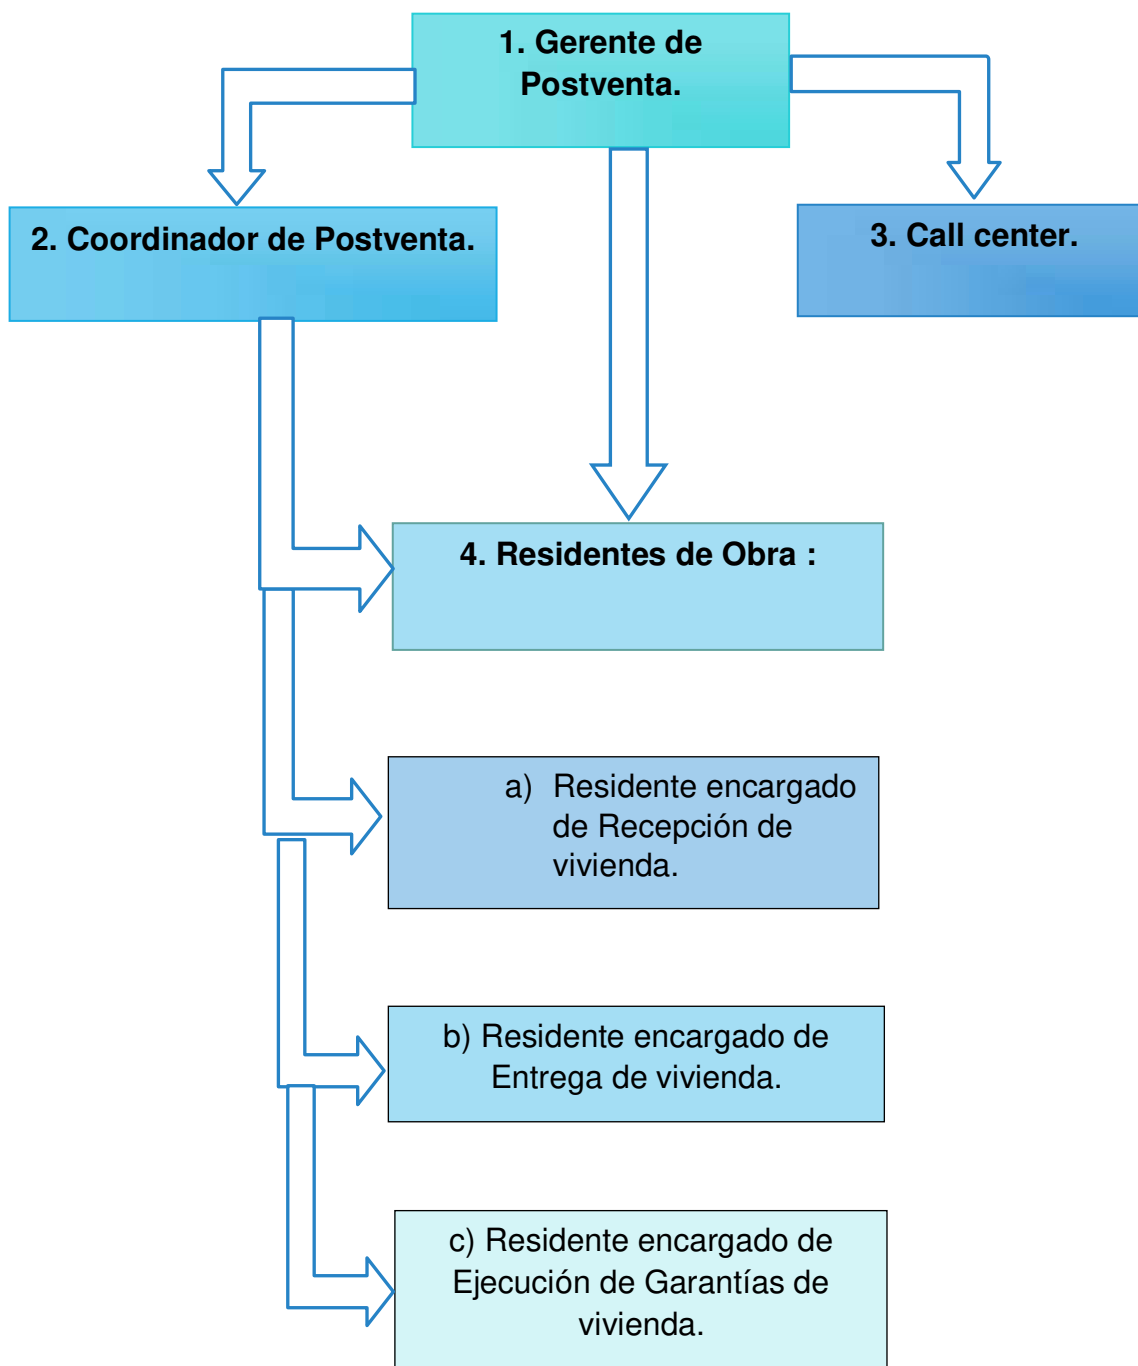 1. Gerente de
Postventa.
2. Coordinador de Postventa.
3. Call center.
4. Residentes de Obra :
a) Residente encargado
de Recepción de
vivienda.
b) Residente encargado de
Entrega de vivienda.
c) Residente encargado de
Ejecución de Garantías de
vivienda.